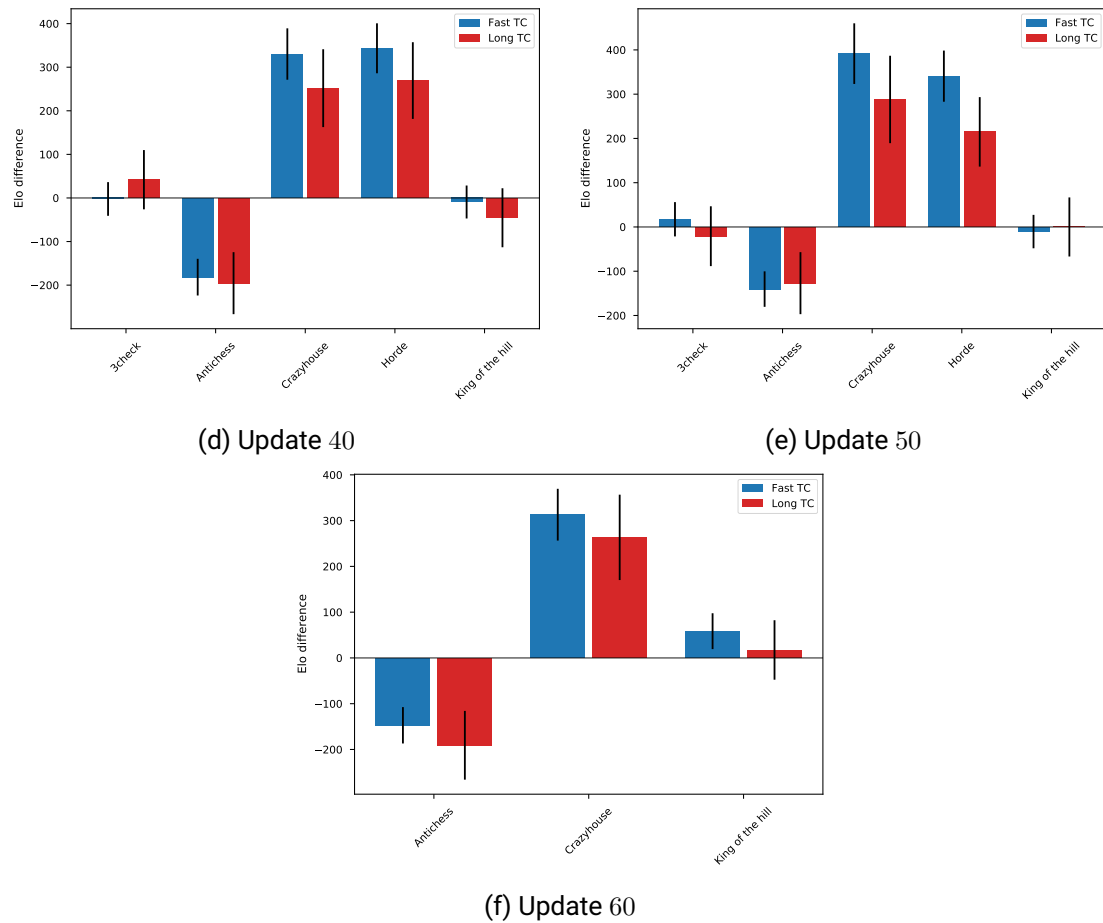 Elo difference
400
300
200
100
0
−100
−200
Fast TC
Long TC
3check
Antichess
Crazyhouse
Horde
King of the hill
(d) Update 40
Elo difference
400
300
200
100
0
−100
−200
Fast TC
Long TC
3check
Antichess
Crazyhouse
Horde
King of the hill
(e) Update 50
Elo difference
400
300
200
100
0
−100
−200
Fast TC
Long TC
Antichess
Crazyhouse
King of the hill
(f) Update 60